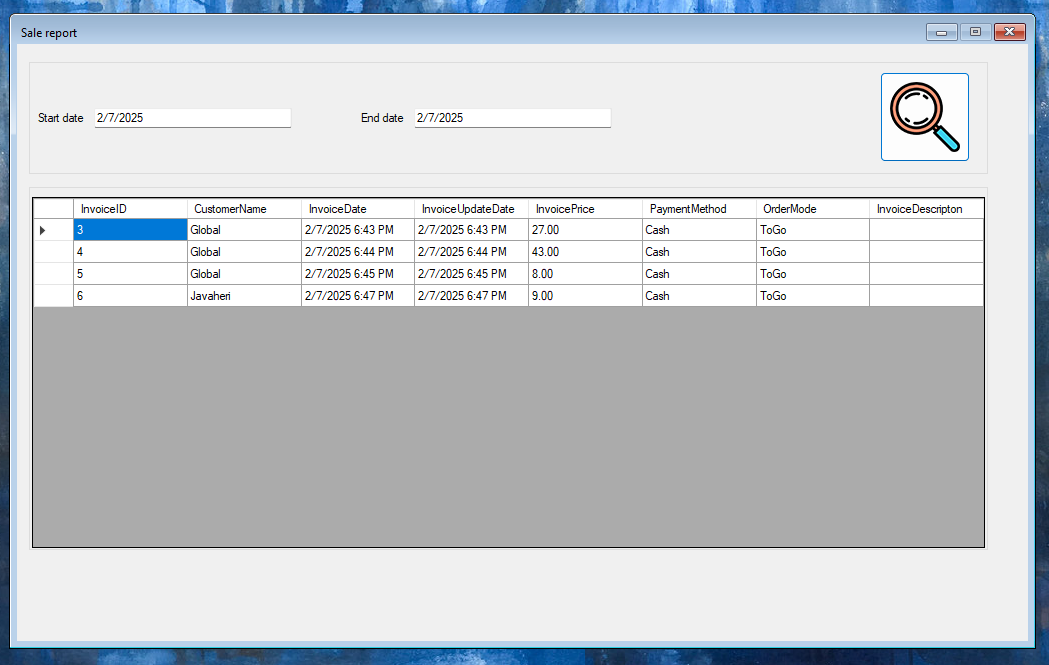 Sale report
Start date 2/7/2025 End date 2/7/2025
InvoiceID CustomerName InvoiceDate InvoiceUpdateDate InvoicePrice PaymentMethod OrderMode InvoiceDescripton
3 Global 2/7/2025 6:43 PM 2/7/2025 6:43 PM 27.00 Cash ToGo
4 Global 2/7/2025 6:44 PM 2/7/2025 6:44 PM 43.00 Cash ToGo
5 Global 2/7/2025 6:45 PM 2/7/2025 6:45 PM 8.00 Cash ToGo
6 Javaheri 2/7/2025 6:47 PM 2/7/2025 6:47 PM 9.00 Cash ToGo